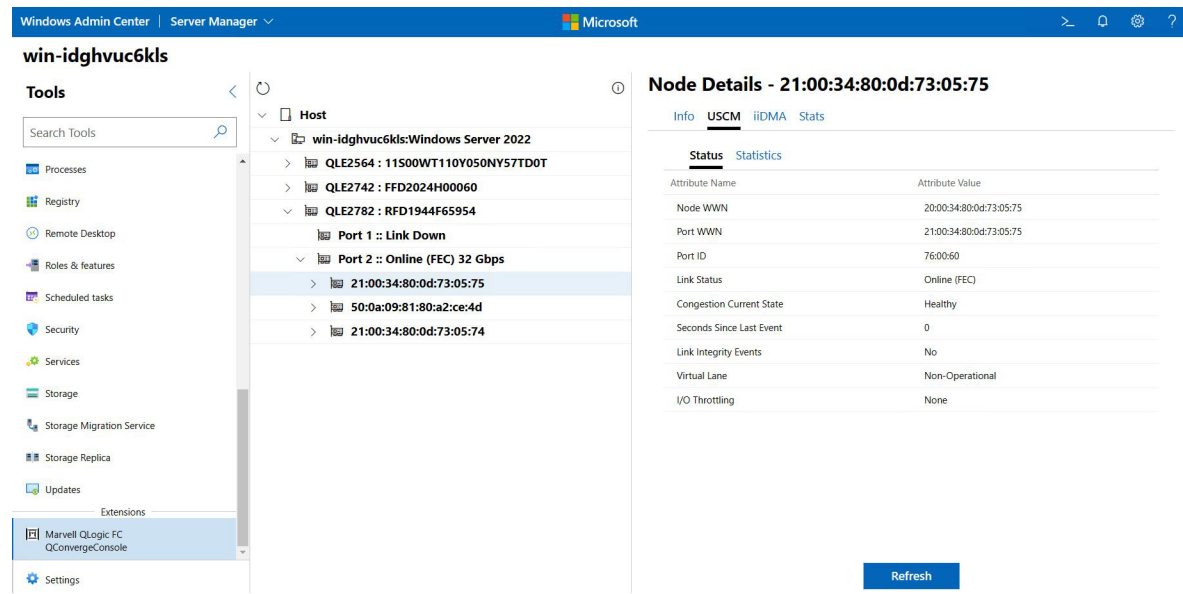 Windows Admin Center | Server Manager
Microsoft
>_
?
win-idghvuc6kls
Tools
Search Tools
Processes
Registry
Remote Desktop
Roles & features
Scheduled tasks
Security
Services
Storage
Storage Migration Service
Storage Replica
Updates
Extensions
Marvell QLogic FC
QConvergeConsole
Settings
Host
win-idghvuc6kls:Windows Server 2022
QLE2564 : 11S00WT110Y050NY57TD0T
QLE2742 : FFD2024H00060
QLE2782 : RFD1944F65954
Port 1 :: Link Down
Port 2 :: Online (FEC) 32 Gbps
21:00:34:80:0d:73:05:75
50:0a:09:81:80:a2:ce:4d
21:00:34:80:0d:73:05:74
Node Details - 21:00:34:80:0d:73:05:75
Info USCM iiDMA Stats
Status Statistics
Attribute Name Attribute Value
Node WWN 20:00:34:80:0d:73:05:75
Port WWN 21:00:34:80:0d:73:05:75
Port ID 76:00:60
Link Status Online (FEC)
Congestion Current State Healthy
Seconds Since Last Event 0
Link Integrity Events No
Virtual Lane Non-Operational
I/O Throttling None
Refresh